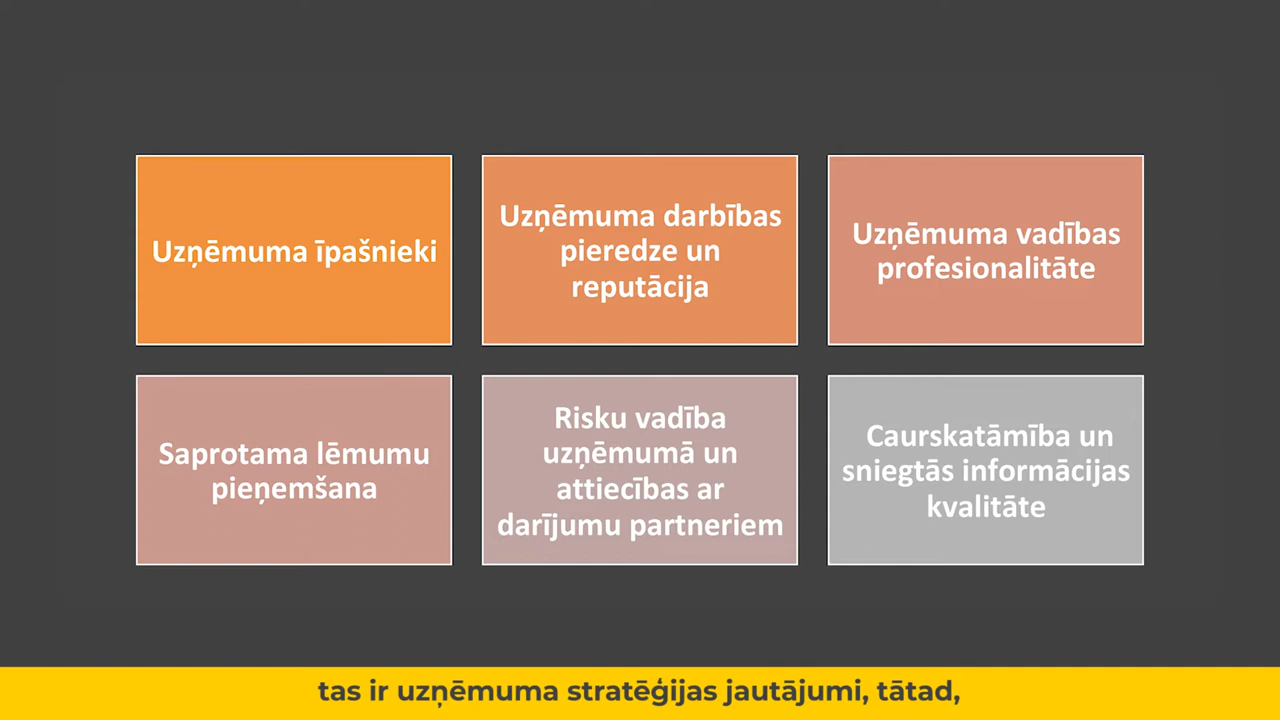 Uzņēmuma īpašnieki
Uzņēmuma darbības
pieredze un
reputācija
Uzņēmuma vadības
profesionalitāte
Saprotama lēmumu
pieņemšana
Risku vadība
uzņēmumā un
attiecības ar
darījumu partneriem
Caurskatāmība un
sniegtās informācijas
kvalitāte
tas ir uzņēmuma stratēģijas jautājumi, tātad,